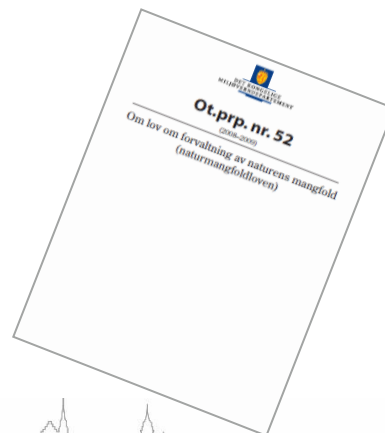 DET KONGELIGE
MILJØVERNDEPARTEMENT
Ot.prp. nr. 52
(2008–2009)
Om lov om forvaltning av naturens mangfold
(naturmangfoldloven)